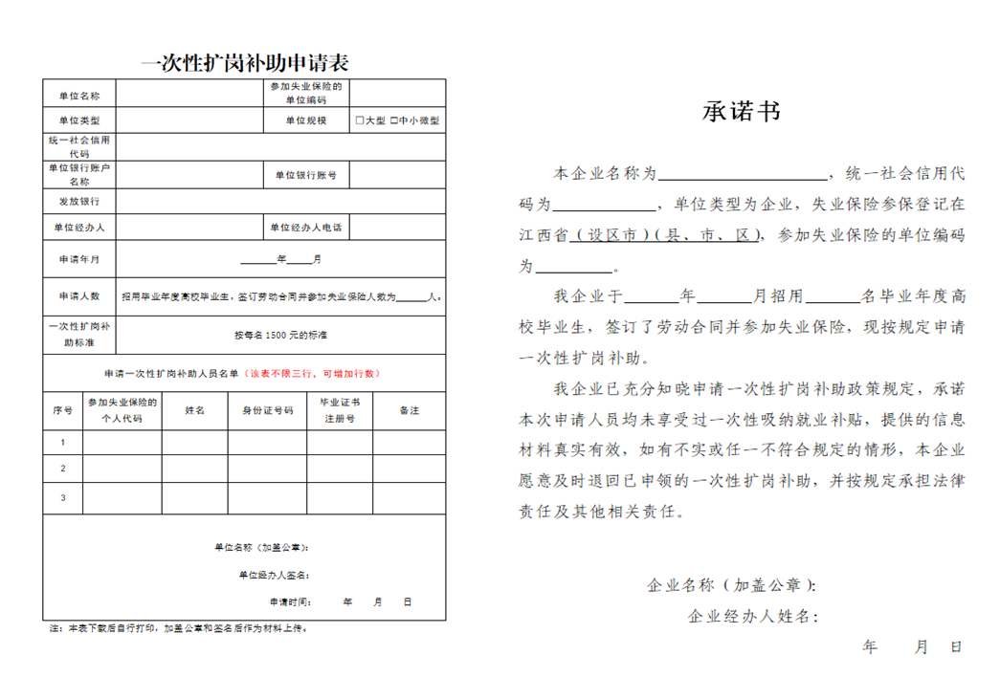 一次性扩岗补助申请表
单位名称
参加失业保险的
单位编码
单位类型
单位规模
□大型 □中小微型
统一社会信用
代码
单位银行账户
名称
单位银行账号
发放银行
单位经办人
单位经办人电话
申请年月
______年_____月
申请人数
招用毕业年度高校毕业生，签订劳动合同并参加失业保险人数为______人。
一次性扩岗补
助标准
按每名1500元的标准
申请一次性扩岗补助人员名单（该表不限三行，可增加行数）
序号
参加失业保险的
个人代码
姓名
身份证号码
毕业证书
注册号
备注
1
2
3
单位名称（加盖公章）：
单位经办人签名：
申请时间： 年 月 日
注：本表下载后自行打印，加盖公章和签名后作为材料上传。
承诺书
本企业名称为________________，统一社会信用代
码为__________，单位类型为企业，失业保险参保登记在
江西省（设区市）（县、市、区），参加失业保险的单位编码
为________。
我企业于______年______月招用______名毕业年度高
校毕业生，签订了劳动合同并参加失业保险，现按规定申请
一次性扩岗补助。
我企业已充分知晓申请一次性扩岗补助政策规定，承诺
本次申请人员均未享受过一次性吸纳就业补贴，提供的信息
材料真实有效，如有不实或任一不符合规定的情形，本企业
愿意及时退回已申领的一次性扩岗补助，并按规定承担法律
责任及其他相关责任。
企业名称（加盖公章）：
企业经办人姓名：
年 月 日